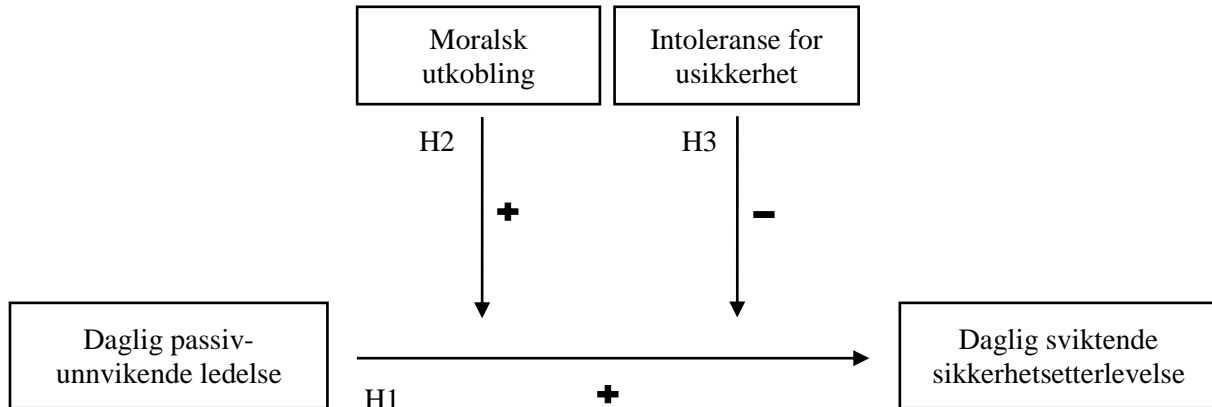 Moralsk
utkobling
Intoleranse for
usikkerhet
H2
H3
+
-
Daglig passiv-
unnvikende ledelse
Daglig sviktende
sikkerhetsetterlevelse
H1
+